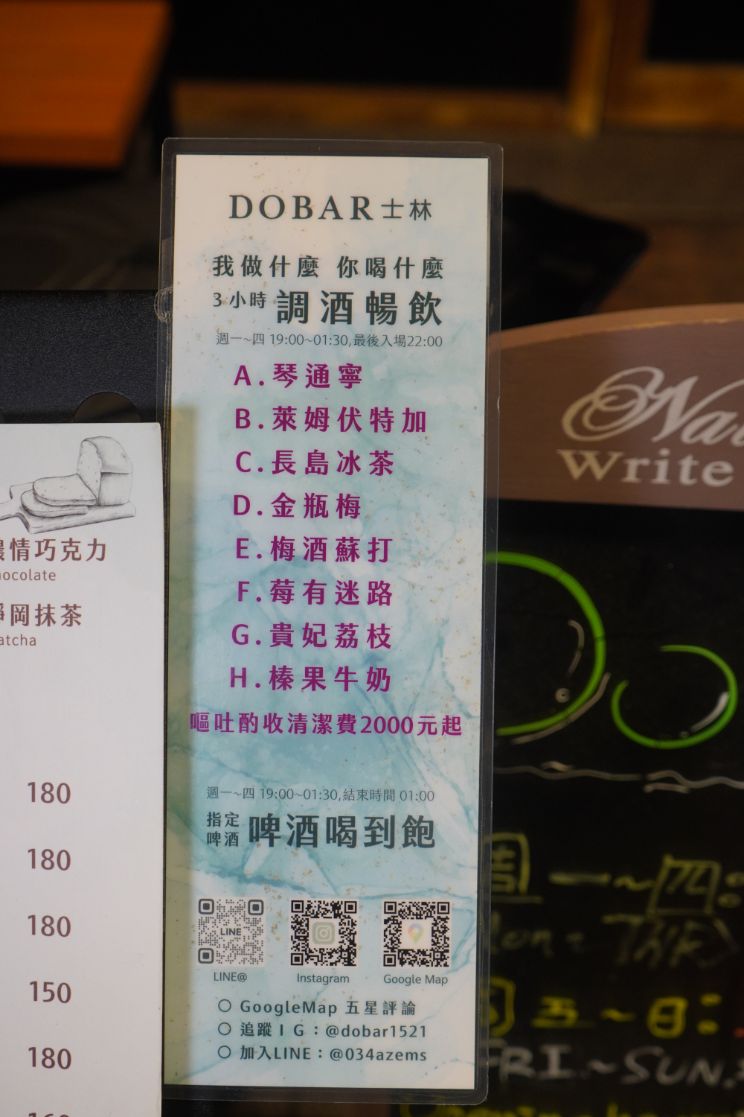 DOBAR士林
我做什麼 你喝什麼
3小時 調酒暢飲
週一~四 19:00~01:30,最後入場22:00
A.琴通寧
B.萊姆伏特加
C.長島冰茶
D.金瓶梅
E.梅酒蘇打
F.莓有迷路
G.貴妃荔枝
H.榛果牛奶
嘔吐酌收清潔費2000元起
週一~四 19:00~01:30,結束時間 01:00
指定啤酒 啤酒喝到飽
LINE
LINE@ Instagram Google Map
GoogleMap 五星評論
追蹤IG:@dobar1521
加入LINE:@034azems
情巧克力
岡抹茶
180
180
180
150
180
Write
週一~四:
五~日:
FRI.~SUN.